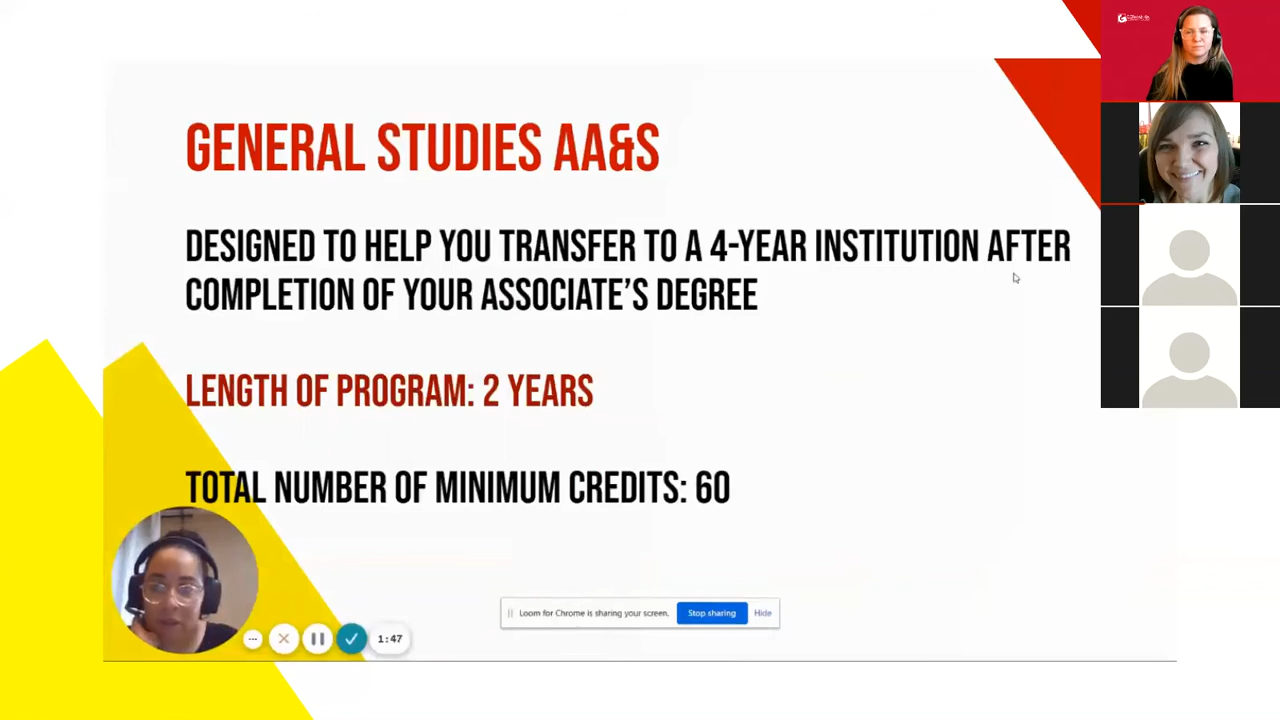 GENERAL STUDIES AA&S
DESIGNED TO HELP YOU TRANSFER TO A 4-YEAR INSTITUTION AFTER
COMPLETION OF YOUR ASSOCIATE'S DEGREE
LENGTH OF PROGRAM: 2 YEARS
TOTAL NUMBER OF MINIMUM CREDITS: 60
Loom for Chrome is sharing your screen.
Stop sharing
Hide
1:47